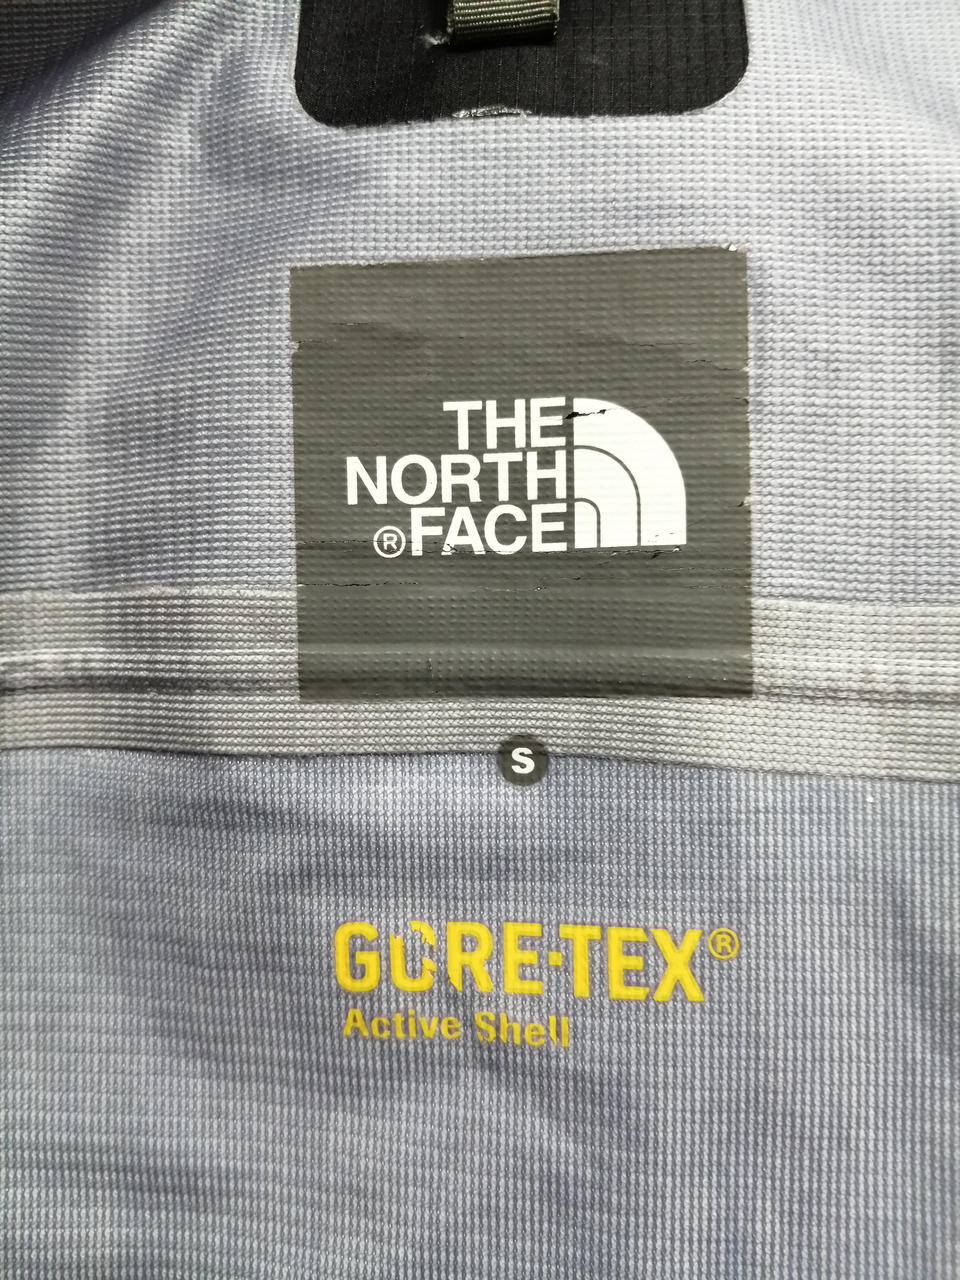 THE
NORTH
®FACE
S
GORE-TEX®
Active Shell